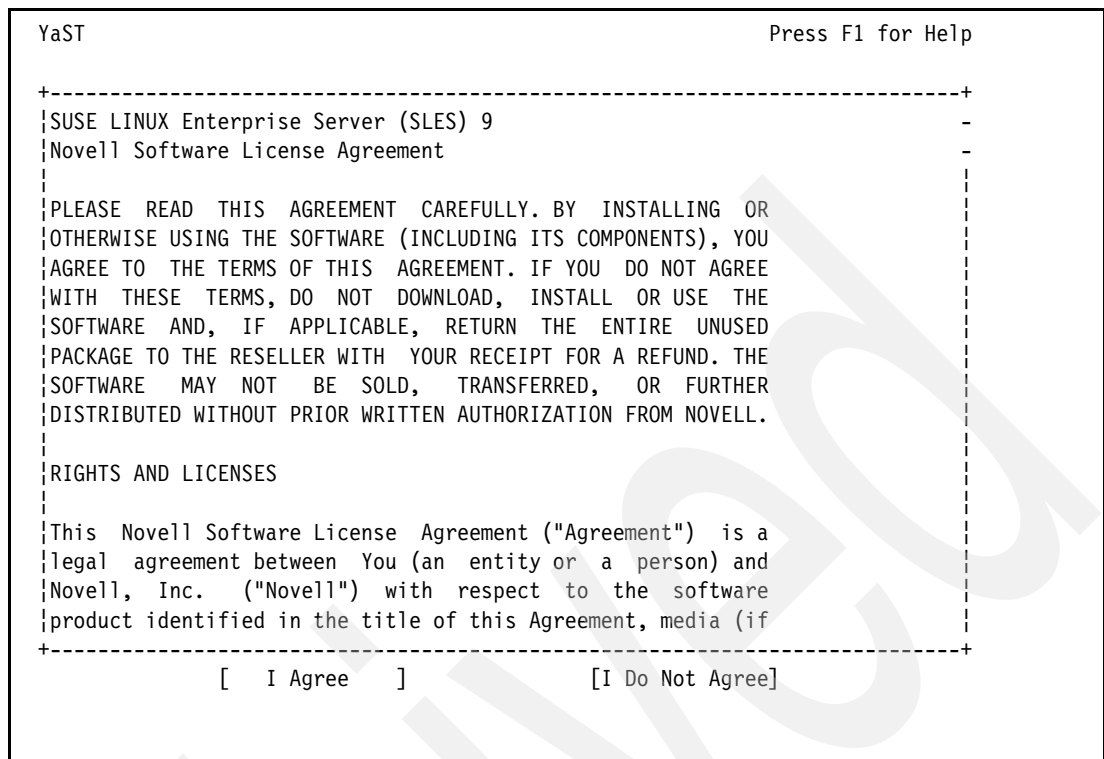 YaST Press F1 for Help
SUSE LINUX Enterprise Server (SLES) 9
Novell Software License Agreement
PLEASE READ THIS AGREEMENT CAREFULLY. BY INSTALLING OR
OTHERWISE USING THE SOFTWARE (INCLUDING ITS COMPONENTS), YOU
AGREE TO THE TERMS OF THIS AGREEMENT. IF YOU DO NOT AGREE
WITH THESE TERMS, DO NOT DOWNLOAD, INSTALL OR USE THE
SOFTWARE AND, IF APPLICABLE, RETURN THE ENTIRE UNUSED
PACKAGE TO THE RESELLER WITH YOUR RECEIPT FOR A REFUND. THE
SOFTWARE MAY NOT BE SOLD, TRANSFERRED, OR FURTHER
DISTRIBUTED WITHOUT PRIOR WRITTEN AUTHORIZATION FROM NOVELL.
RIGHTS AND LICENSES
This Novell Software License Agreement ("Agreement") is a
legal agreement between You (an entity or a person) and
Novell, Inc. ("Novell") with respect to the software
product identified in the title of this Agreement, media (if
[ I Agree ] [I Do Not Agree]